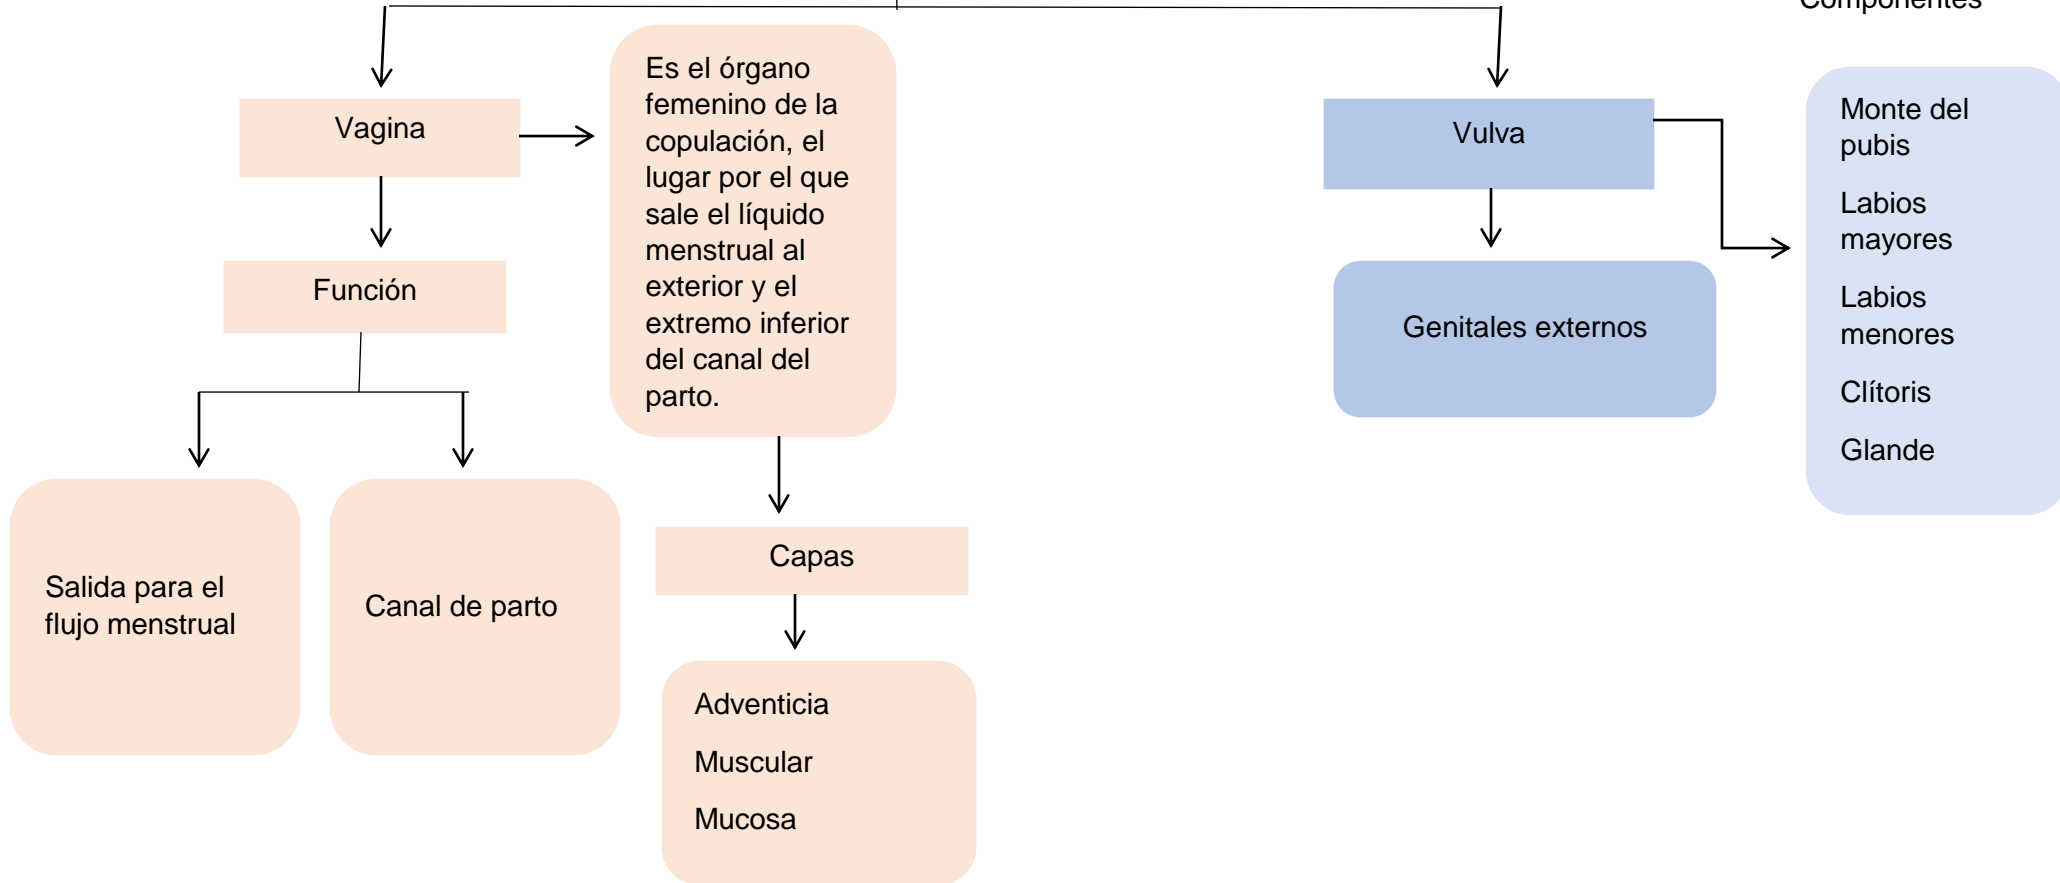 Componentes
Vagina
Es el órgano
femenino de la
copulación, el
lugar por el que
sale el líquido
menstrual al
exterior y el
extremo inferior
del canal del
parto.
Vulva
Monte del
pubis
Labios
mayores
Labios
menores
Clítoris
Glande
Función
Genitales externos
Salida para el
flujo menstrual
Canal de parto
Capas
Adventicia
Muscular
Mucosa